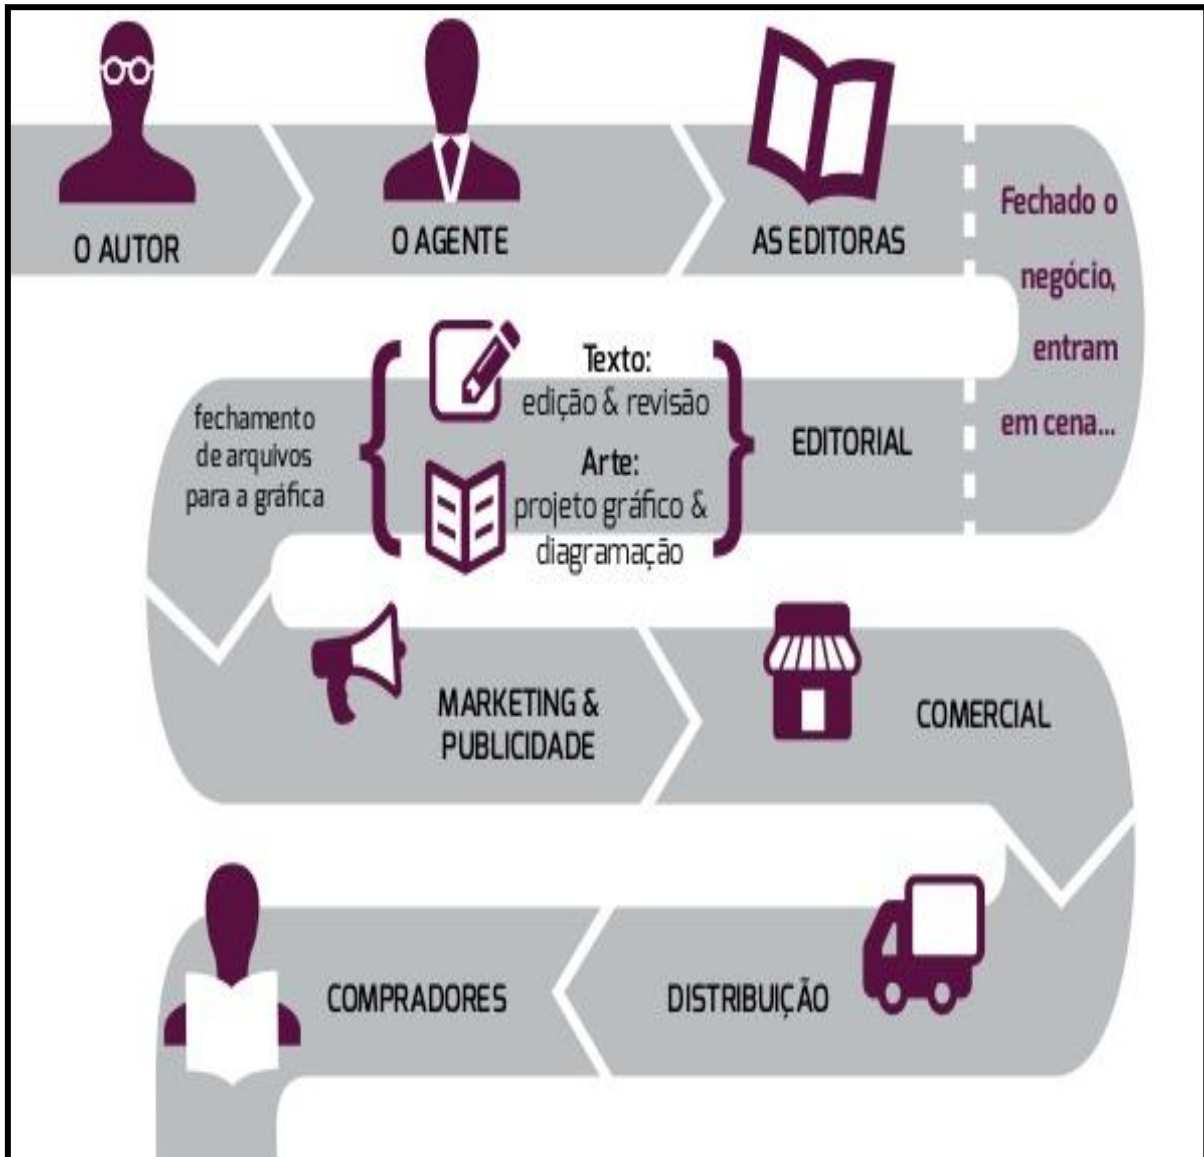 O AUTOR
O AGENTE
AS EDITORAS
Fechado o
negócio,
entram
em cena...
EDITORIAL
Texto:
edição & revisão
Arte:
projeto gráfico &
diagramação
fechamento
de arquivos
para a gráfica
MARKETING &
PUBLICIDADE
COMERCIAL
DISTRIBUIÇÃO
COMPRADORES